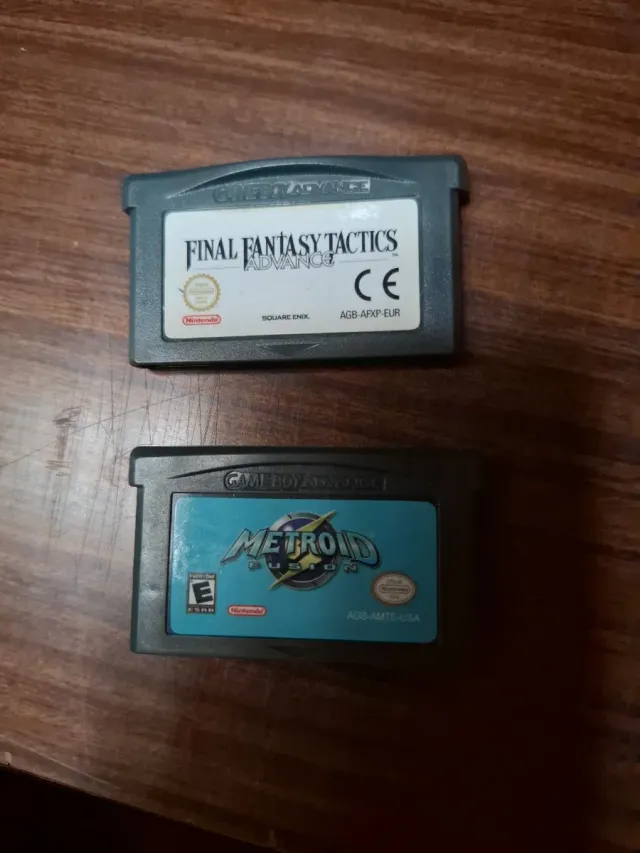 GAME BOY ADVANCE
FINAL FANTASY TACTICS
ADVANCE
TM
CE
Nintendo
SQUARE ENIX
AGB-AFXP-EUR
GAME BOY ADVANCE
METROID
FUSION
E
ESRB
Nintendo
AGB-AMTE-USA